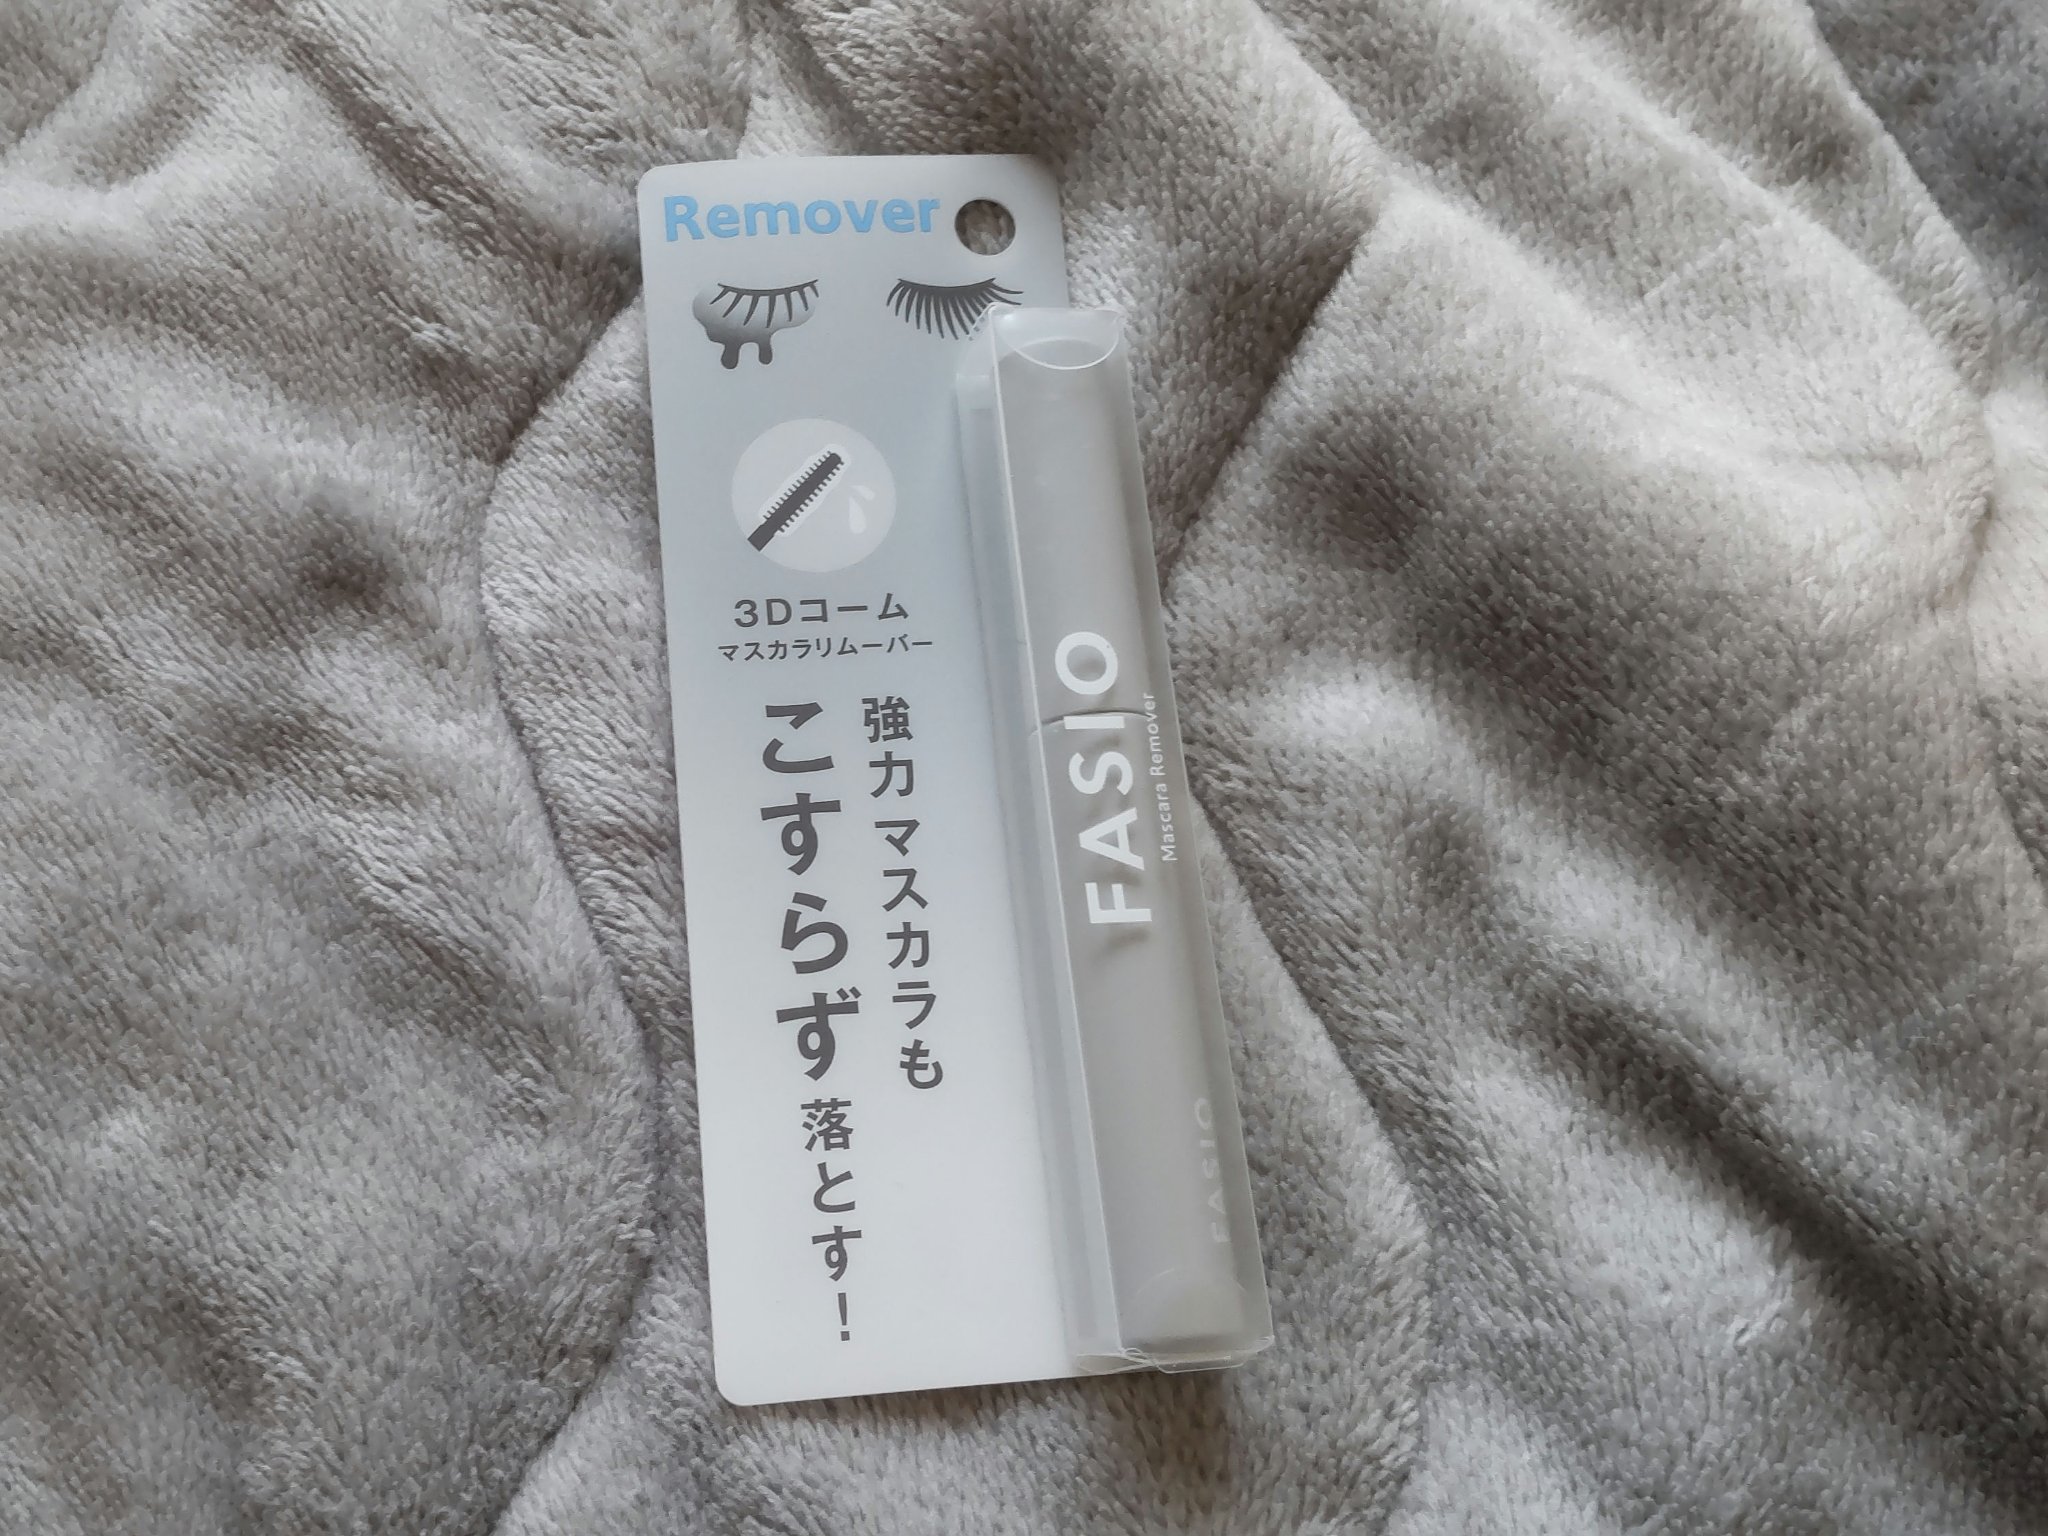 Remover
3Dコーム
マスカラリムーバー
強力マスカラも
こすらず落とす!
FASIO
Mascara Remover
FASIO